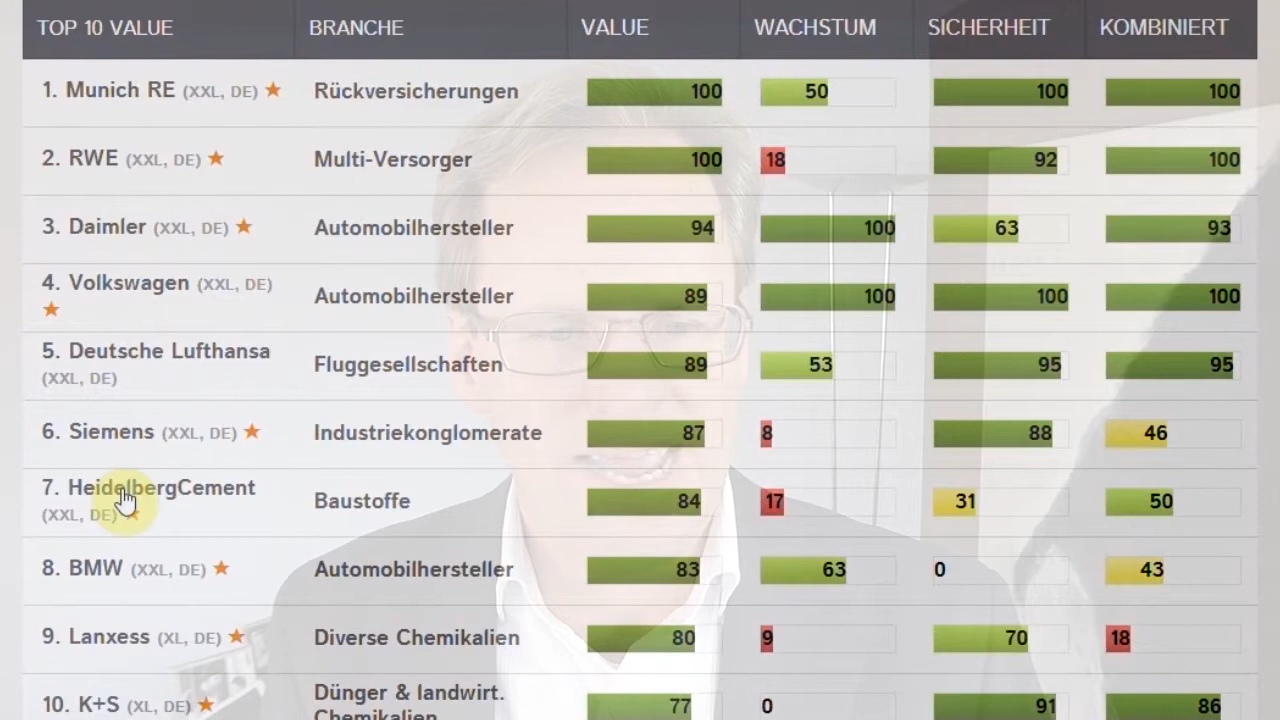 TOP 10 VALUE BRANCHE VALUE WACHSTUM SICHERHEIT KOMBINIERT
1. Munich RE (XXL, DE) ★ Rückversicherungen 100 50 100 100
2. RWE (XXL, DE) ★ Multi-Versorger 100 18 92 100
3. Daimler (XXL, DE) ★ Automobilhersteller 94 100 63 93
4. Volkswagen (XXL, DE)
★ Automobilhersteller 89 100 100 100
5. Deutsche Lufthansa
(XXL, DE) Fluggesellschaften 89 53 95 95
6. Siemens (XXL, DE) ★ Industriekonglomerate 87 8 88 46
7. HeidelbergCement
(XXL, DE) ★ Baustoffe 84 17 31 50
8. BMW (XXL, DE) ★ Automobilhersteller 83 63 0 43
9. Lanxess (XL, DE) ★ Diverse Chemikalien 80 9 70 18
10. K+S (XL, DE) ★ Dünger & landwirt. 77 0 91 86
Chemikalien